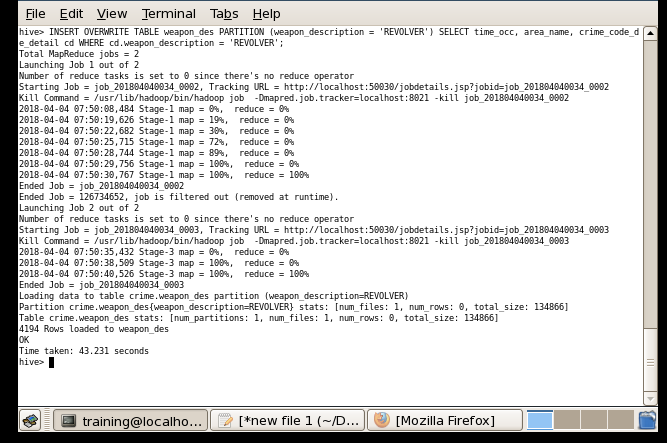 File Edit View Terminal Tabs Help
hive> INSERT OVERWRITE TABLE weapon_des PARTITION (weapon_description = 'REVOLVER') SELECT time_occ, area_name, crime_code_d
e_detail cd WHERE cd.weapon_description = 'REVOLVER';
Total MapReduce jobs = 2
Launching Job 1 out of 2
Number of reduce tasks is set to 0 since there's no reduce operator
Starting Job = job_201804040034_0002, Tracking URL = http://localhost:50030/jobdetails.jsp?jobid=job_201804040034_0002
Kill Command = /usr/lib/hadoop/bin/hadoop job  -Dmapred.job.tracker=localhost:8021 -kill job_201804040034_0002
2018-04-04 07:50:08,484 Stage-1 map = 0%,  reduce = 0%
2018-04-04 07:50:19,626 Stage-1 map = 19%,  reduce = 0%
2018-04-04 07:50:22,682 Stage-1 map = 30%,  reduce = 0%
2018-04-04 07:50:25,715 Stage-1 map = 72%,  reduce = 0%
2018-04-04 07:50:28,744 Stage-1 map = 89%,  reduce = 0%
2018-04-04 07:50:29,756 Stage-1 map = 100%,  reduce = 0%
2018-04-04 07:50:30,767 Stage-1 map = 100%,  reduce = 100%
Ended Job = job_201804040034_0002
Ended Job = 126734652, job is filtered out (removed at runtime).
Launching Job 2 out of 2
Number of reduce tasks is set to 0 since there's no reduce operator
Starting Job = job_201804040034_0003, Tracking URL = http://localhost:50030/jobdetails.jsp?jobid=job_201804040034_0003
Kill Command = /usr/lib/hadoop/bin/hadoop job  -Dmapred.job.tracker=localhost:8021 -kill job_201804040034_0003
2018-04-04 07:50:35,432 Stage-3 map = 0%,  reduce = 0%
2018-04-04 07:50:38,509 Stage-3 map = 100%,  reduce = 0%
2018-04-04 07:50:40,526 Stage-3 map = 100%,  reduce = 100%
Ended Job = job_201804040034_0003
Loading data to table crime.weapon_des partition (weapon_description=REVOLVER)
Partition crime.weapon_des{weapon_description=REVOLVER} stats: [num_files: 1, num_rows: 0, total_size: 134866]
Table crime.weapon_des stats: [num_partitions: 1, num_files: 1, num_rows: 0, total_size: 134866]
4194 Rows loaded to weapon_des
OK
Time taken: 43.231 seconds
hive>
training@localho... [*new file 1 (~/D... [Mozilla Firefox]